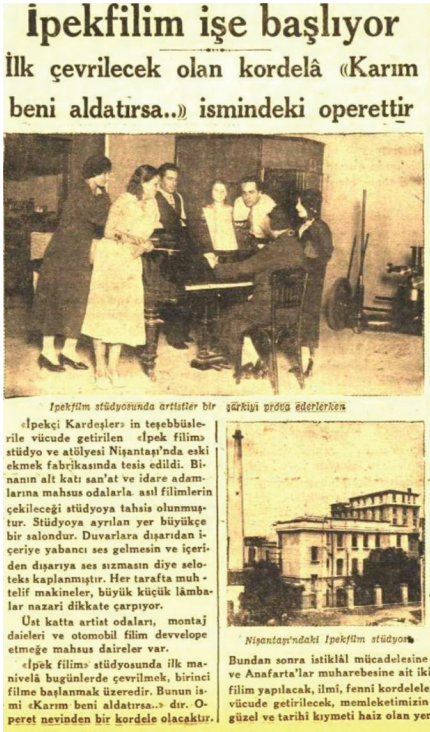 İpekfilim işe başlıyor
İlk çevrilecek olan kordelâ «Karım
beni aldatırsa..» ismindeki operettir
Ipekfilm stüdyosunda artistler bir şarkıyı prova ederlerken
«İpekçi Kardeşler» in teşebbüsle-
rile vücude getirilen «İpek filim»
stüdyo ve atölyesi Nişantaşı'nda eski
ekmek fabrikasında tesis edildi. Bi-
nanın alt katı san'at ve idare adam-
larına mahsus odalarla asıl filimlerin
çekileceği stüdyoya tahsis olunmuş-
tur. Stüdyoya ayrılan yer büyükçe
bir salondur. Duvarlara dışarıdan i-
çeriye yabancı ses gelmesin ve içeri-
den dışarıya ses sızmasın diye selo-
teks kaplanmıştır. Her tarafta muh-
telif makineler, büyük küçük lâmba-
lar nazari dikkate çarpıyor.
Üst katta artist odaları, montaj
daieleri ve otomobil filim devvelope
etmeğe mahsus daireler var.
«İpek filim» stüdyosunda ilk ma-
nivelâ bugünlerde çevrilmek, birinci
filme başlanmak üzeredir. Bunun is-
mi «Karım beni aldatırsa..» dır. O-
peret nevinden bir kordele olacaktır.
Nişantaşı'ndaki Ipekfilm stüdyosu
Bundan sonra istiklâl mücadelesine
ve Anafarta'lar muharebesine ait iki
filim yapılacak, ilmî, fennî kordelele
vücude getirilecek, memleketimizin
güzel ve tarihî kıymeti haiz olan yer